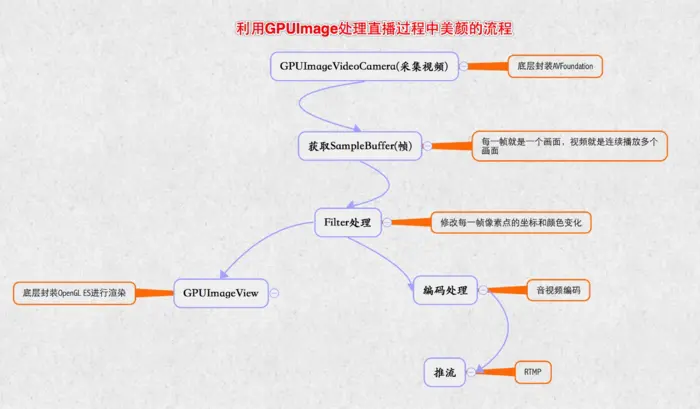 利用GPUImage处理直播过程中美颜的流程
GPUImageVideoCamera(采集视频)
底层封装AVFoundation
获取SampleBuffer(帧)
每一帧就是一个画面，视频就是连续播放多个
画面
Filter处理
修改每一帧像素点的坐标和颜色变化
底层封装OpenGL ES进行渲染
GPUImageView
编码处理
音视频编码
推流
RTMP